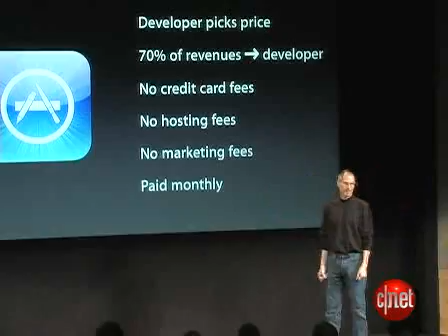 Developer picks price
70% of revenues → developer
No credit card fees
No hosting fees
No marketing fees
Paid monthly
c|net